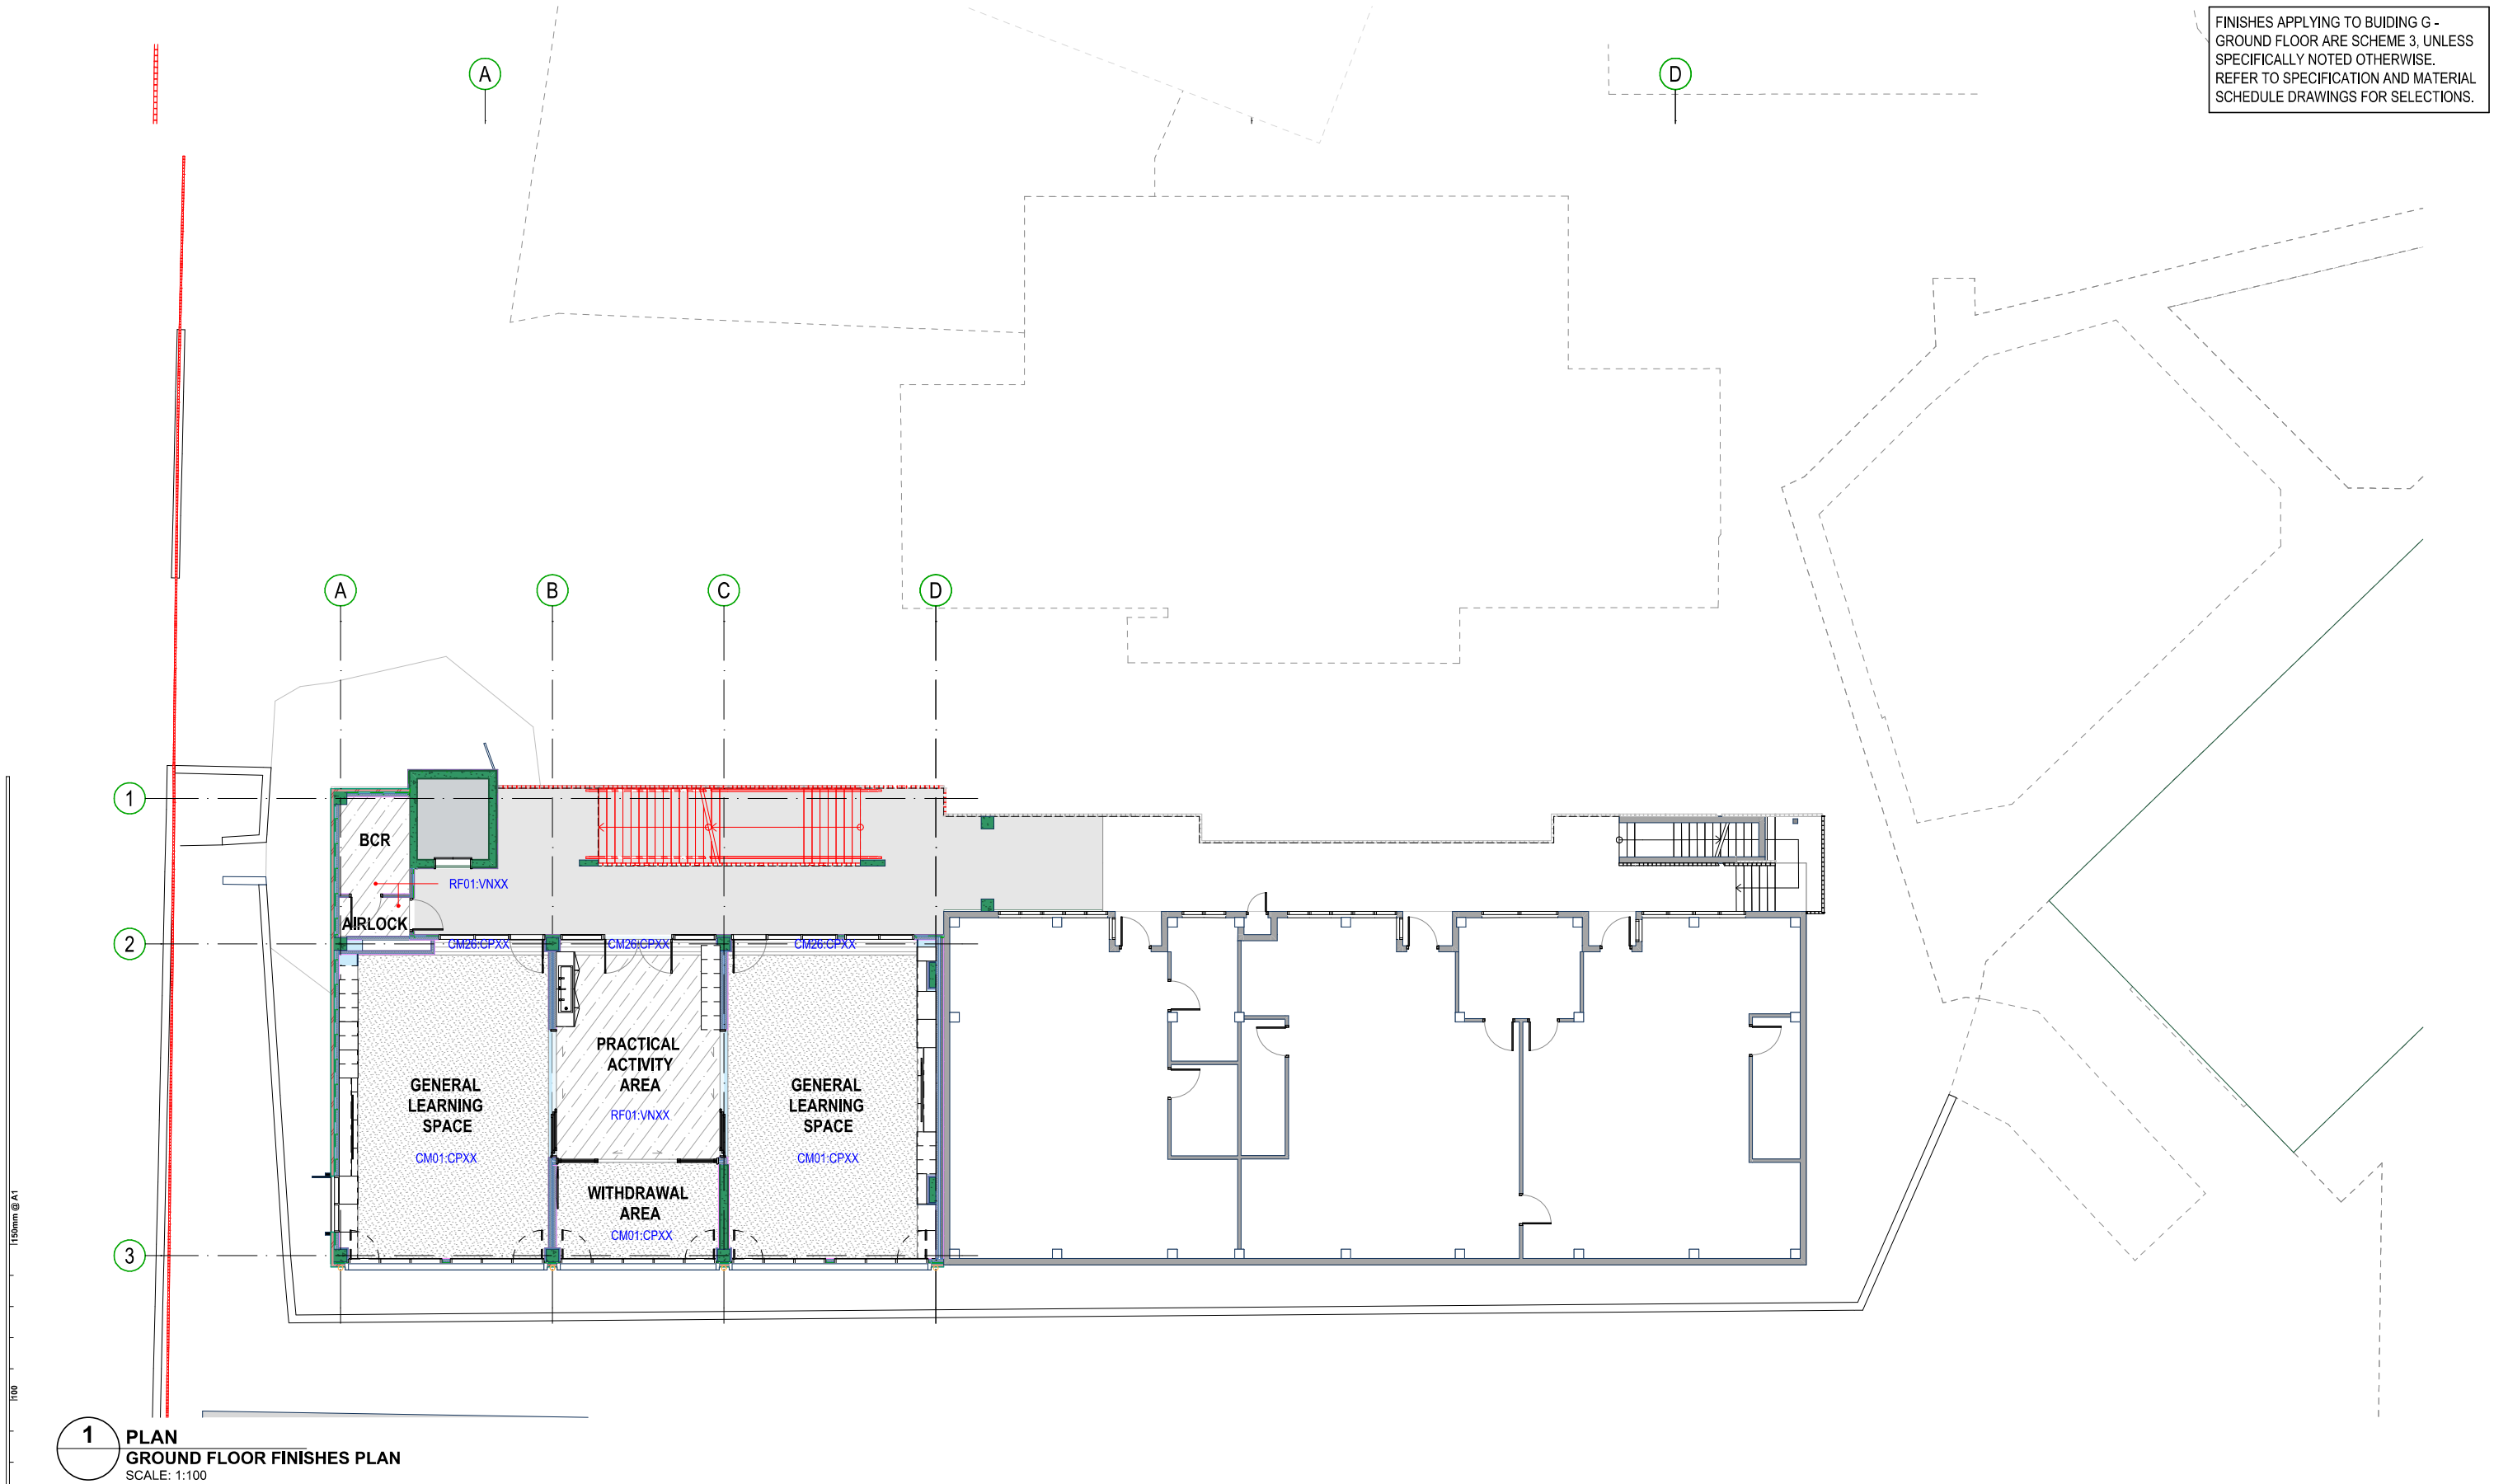 FINISHES APPLYING TO BUIDING G -
GROUND FLOOR ARE SCHEME 3, UNLESS
SPECIFICALLY NOTED OTHERWISE.
REFER TO SPECIFICATION AND MATERIAL
SCHEDULE DRAWINGS FOR SELECTIONS.
A
D
A
B
C
D
1
BCR
RF01:VNXX
AIRLOCK
2
CM26:CPXX
CM26:CPXX
CM26:CPXX
PRACTICAL
ACTIVITY
AREA
RF01:VNXX
GENERAL
LEARNING
SPACE
CM01:CPXX
GENERAL
LEARNING
SPACE
CM01:CPXX
WITHDRAWAL
AREA
CM01:CPXX
3
150mm @ A1
100
1
PLAN
GROUND FLOOR FINISHES PLAN
SCALE: 1:100